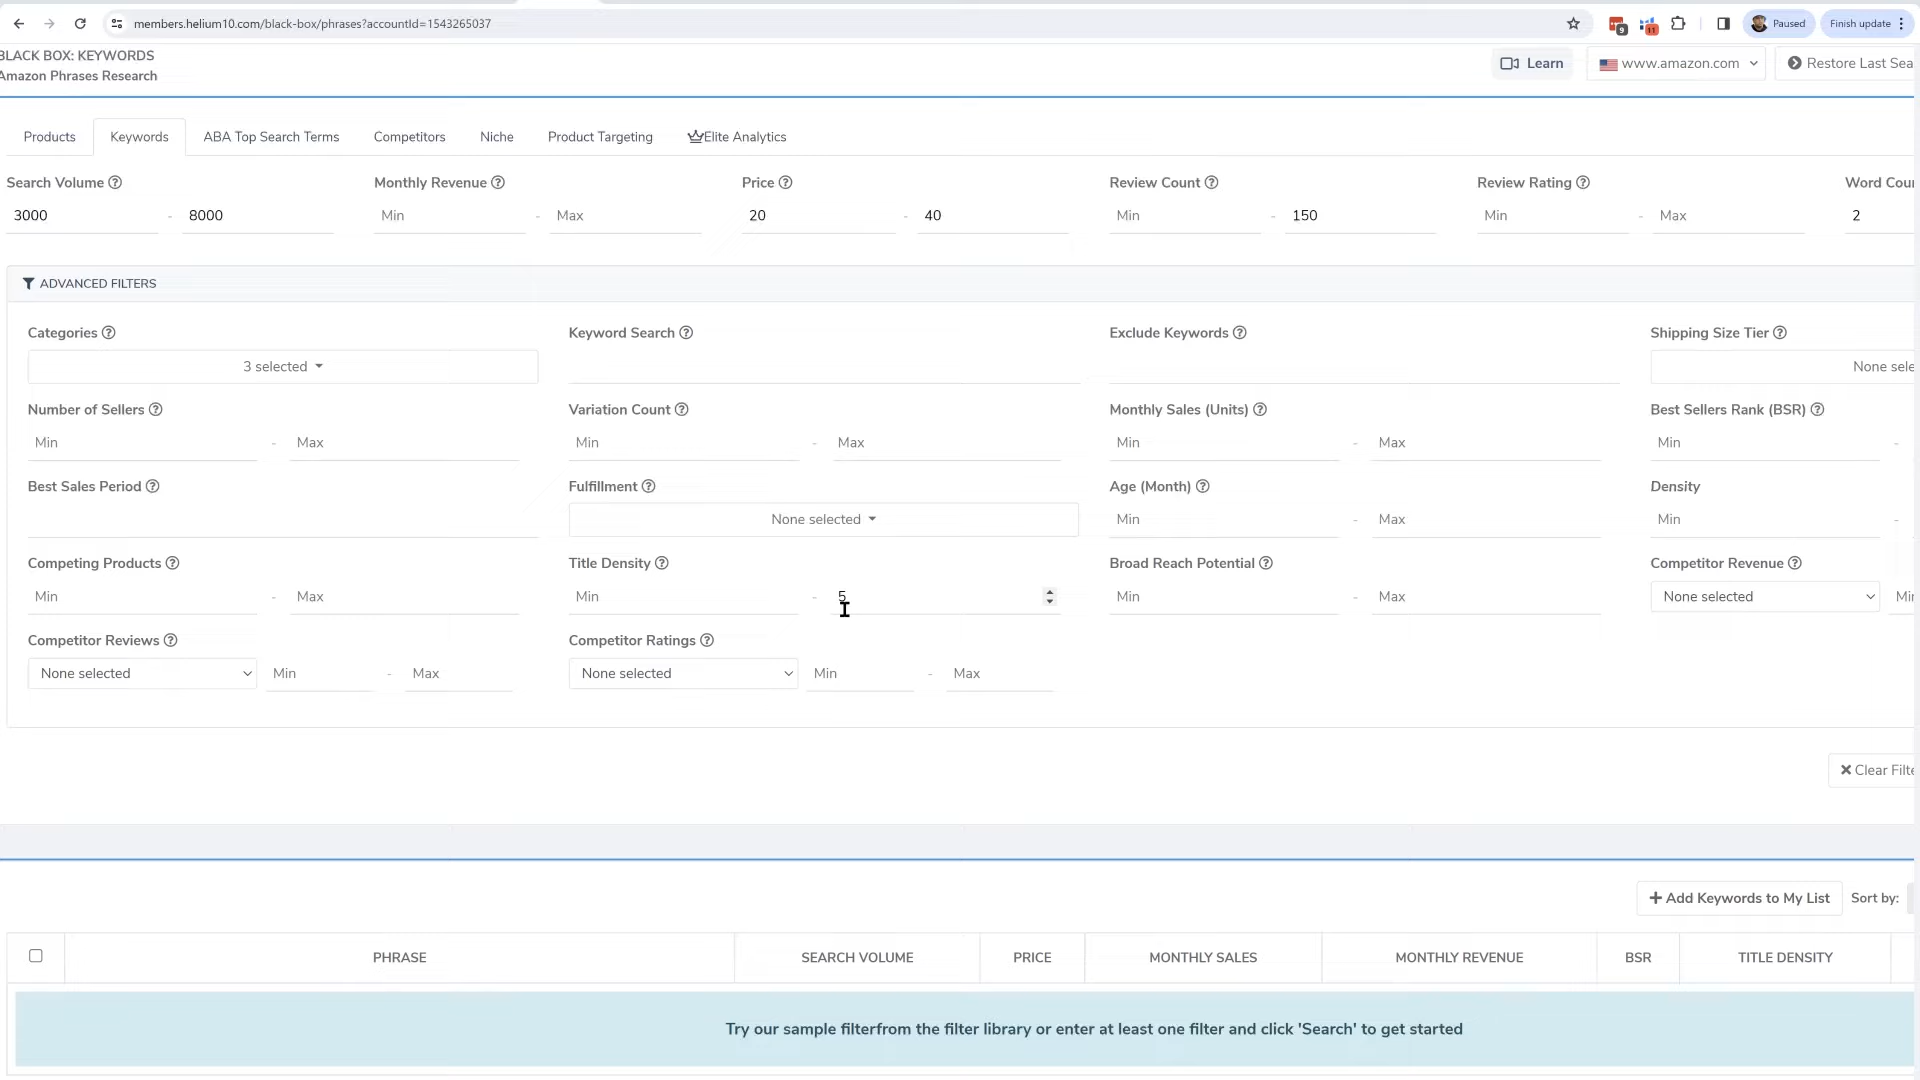 members.helium10.com/black-box/phrases?accountId=1543265037
9
11
Paused
Finish update
BLACK BOX: KEYWORDS
Amazon Phrases Research
Learn
www.amazon.com
Restore Last Sea
Products
Keywords
ABA Top Search Terms
Competitors
Niche
Product Targeting
Elite Analytics
Search Volume
Monthly Revenue
Price
Review Count
Review Rating
Word Cou
3000 - 8000
Min - Max
20 - 40
Min - 150
Min - Max
2
ADVANCED FILTERS
Categories
Keyword Search
Exclude Keywords
Shipping Size Tier
3 selected
None sele
Number of Sellers
Variation Count
Monthly Sales (Units)
Best Sellers Rank (BSR)
Min - Max
Min - Max
Min - Max
Min -
Best Sales Period
Fulfillment
Age (Month)
Density
None selected
Min - Max
Min -
Competing Products
Title Density
Broad Reach Potential
Competitor Revenue
Min - Max
Min - 5
Min - Max
None selected
Min
Competitor Reviews
Competitor Ratings
None selected
Min - Max
None selected
Min - Max
Clear Filte
Add Keywords to My List
Sort by:
PHRASE
SEARCH VOLUME
PRICE
MONTHLY SALES
MONTHLY REVENUE
BSR
TITLE DENSITY
Try our sample filterfrom the filter library or enter at least one filter and click 'Search' to get started